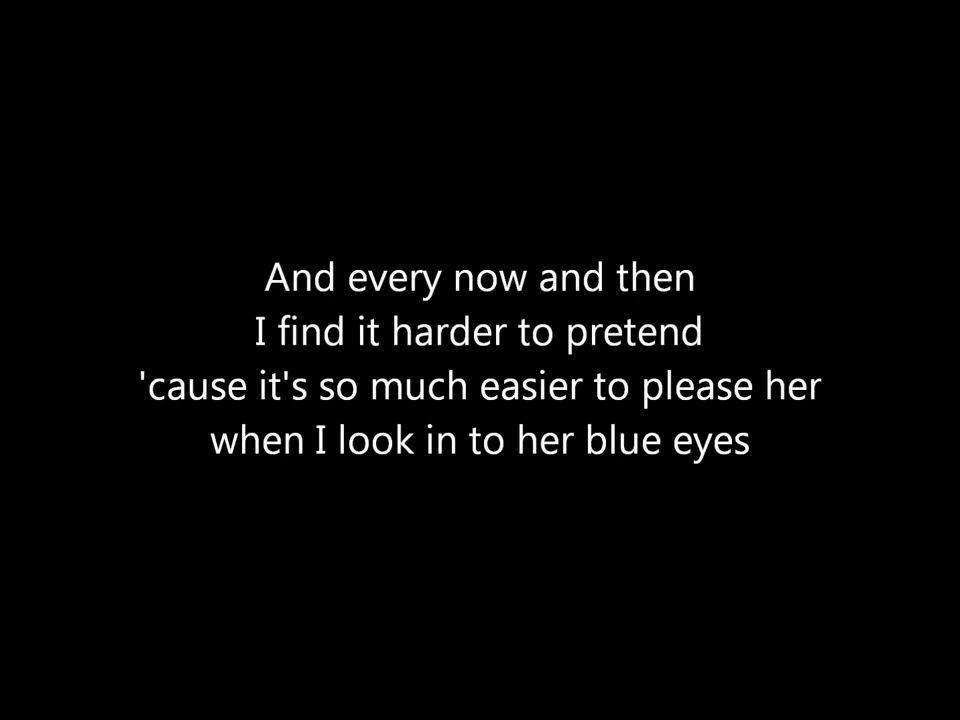 And every now and then
I find it harder to pretend
'cause it's so much easier to please her
when I look in to her blue eyes